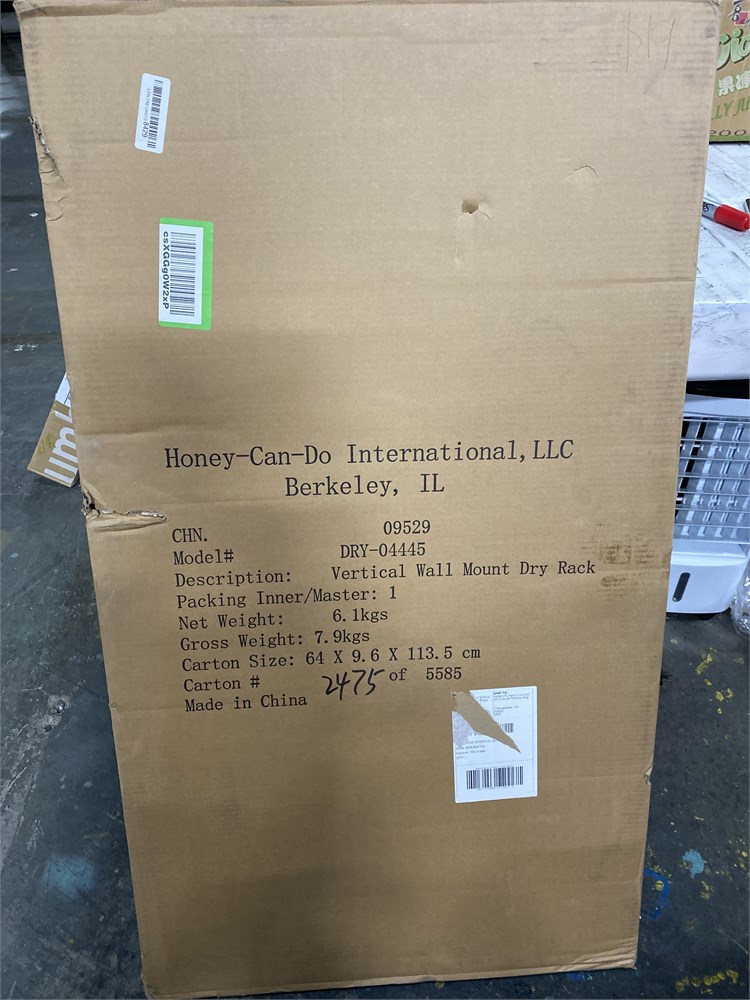 8429
csXGGg0W2xP
Honey-Can-Do International, LLC
Berkeley, IL
CHN. 09529
Model# DRY-04445
Description: Vertical Wall Mount Dry Rack
Packing Inner/Master: 1
Net Weight: 6.1kgs
Gross Weight: 7.9kgs
Carton Size: 64 X 9.6 X 113.5 cm
Carton # 2475 of 5585
Made in China